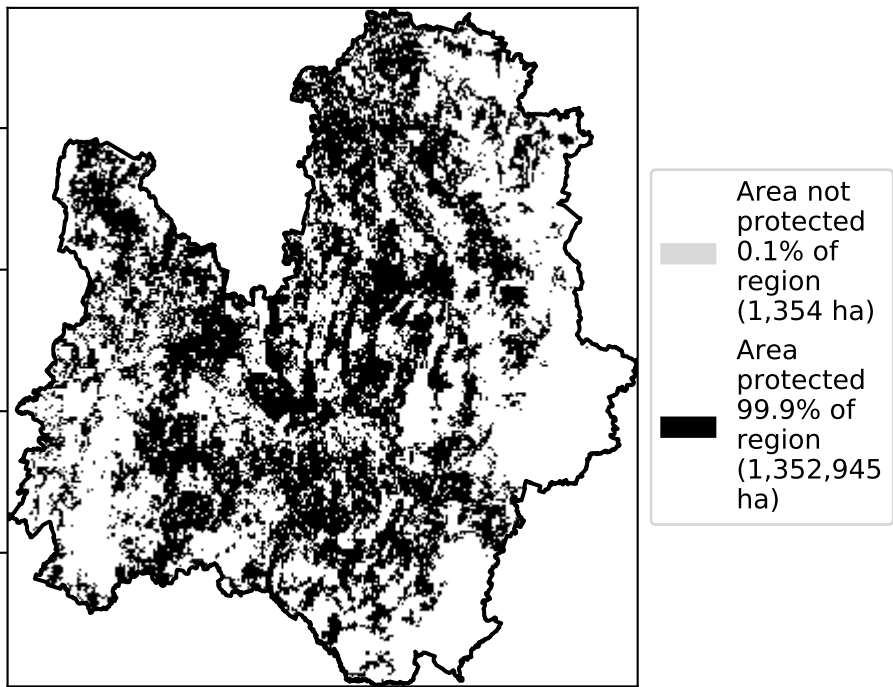 Area not
protected
0.1% of
region
(1,354 ha)
Area
protected
99.9% of
region
(1,352,945
ha)